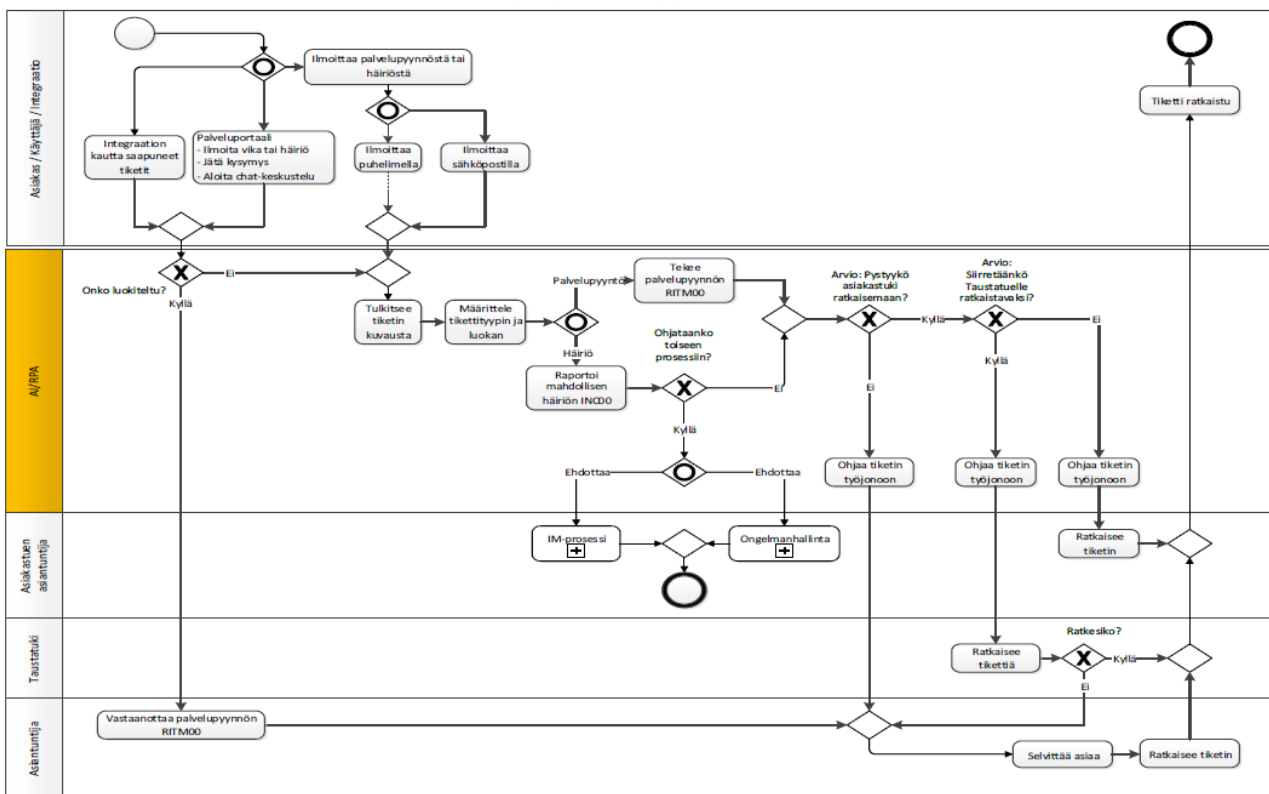 Asiakas / Käyttäjä / Integraatio
Ilmoittaa palvelupyynnöstä tai
häiriöstä
Integraation
kautta saapuneet
tiketit
Palveluportaali
- Ilmoita vika tai häiriö
- Jätä kysymys
- Aloita chat-keskustelu
Ilmoittaa
puhelimella
Ilmoittaa
sähköpostilla
Tiketti ratkaistu
AI/RPA
Onko luokiteltu?
Ei
Kyllä
Tulkitsee
tiketin
kuvausta
Määrittele
tikettityypin ja
luokan
Palvelupyyntö
Häiriö
Tekee
palvelupyynnön
RITM00
Raportoi
mahdollisen
häiriön INC00
Ohjataanko
toiseen
prosessiin?
Ei
Kyllä
Ehdottaa
Ehdottaa
Arvio: Pystyykö
asiakastuki
ratkaisemaan?
Kyllä
Ei
Arvio:
Siirretäänkö
Taustatuelle
ratkaistavaksi?
Ei
Kyllä
Ohjaa tiketin
työjonoon
Ohjaa tiketin
työjonoon
Ohjaa tiketin
työjonoon
Asiakastuen
asiantuntija
IM-prosessi
Ongelmanhallinta
Ratkaisee
tiketin
Taustatuki
Ratkaisee
tikettiä
Ratkesiko?
Kyllä
Ei
Asiantuntija
Vastaanottaa palvelupyynnön
RITM00
Selvittää asiaa
Ratkaisee tiketin